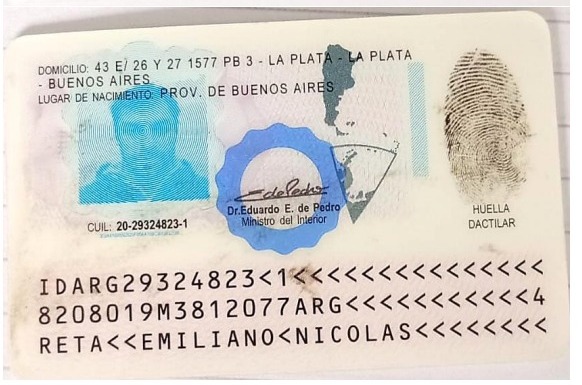 DOMICILIO: 43 E/ 26 Y 27 1577 PB 3 - LA PLATA - LA PLATA
- BUENOS AIRES
LUGAR DE NACIMIENTO: PROV. DE BUENOS AIRES
CUIL: 20-29324823-1
Dr.Eduardo E. de Pedro
Ministro del Interior
HUELLA
DACTILAR
IDARG29324823<1<<<<<<<<<<<<<<<
8208019M3812077ARG<<<<<<<<<<<4
RETA<<EMILIANO<NICOLAS<<<<<<<<